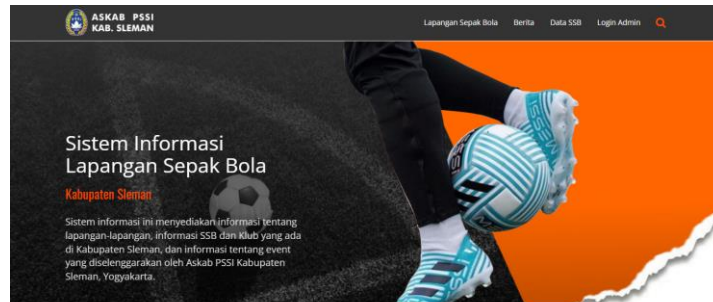 ASKAB PSSI
KAB. SLEMAN
Lapangan Sepak Bola Berita Data SSB Login Admin
Sistem Informasi
Lapangan Sepak Bola
Kabupaten Sleman
Sistem informasi ini menyediakan informasi tentang
lapangan-lapangan, informasi SSB dan Klub yang ada
di Kabupaten Sleman, dan informasi tentang event
yang diselenggarakan oleh Askab PSSI Kabupaten
Sleman, Yogyakarta.